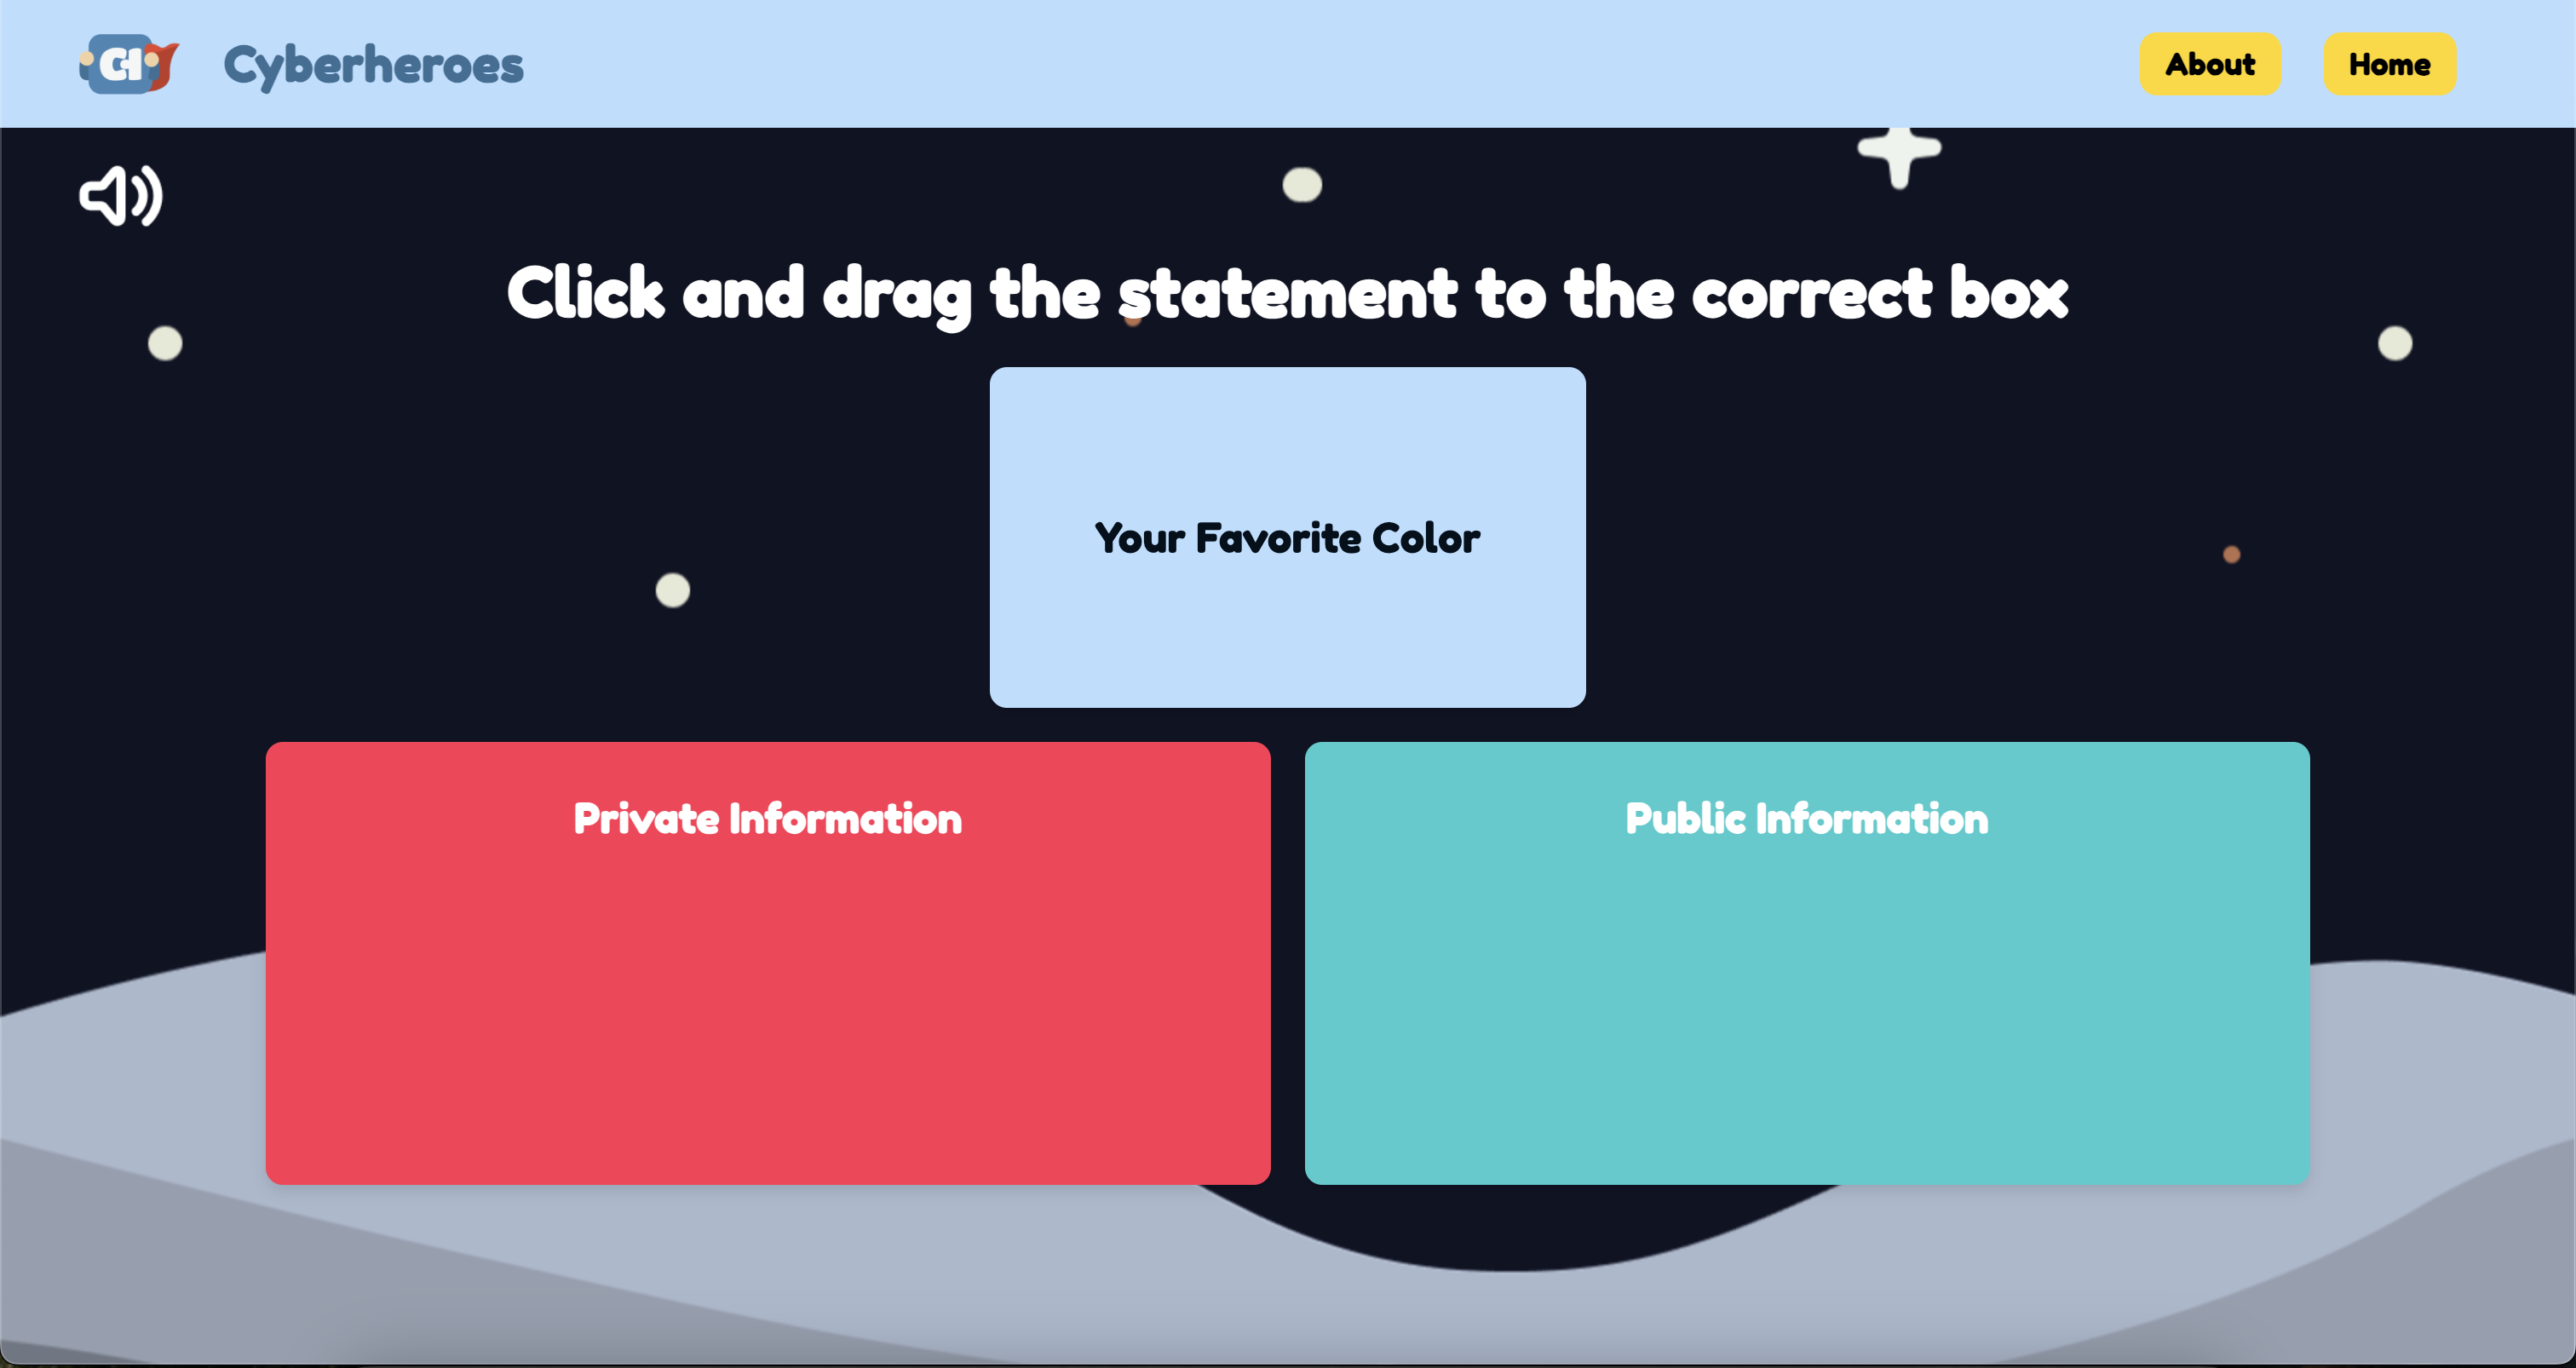 CH
Cyberheroes
About
Home
Click and drag the statement to the correct box
Your Favorite Color
Private Information
Public Information